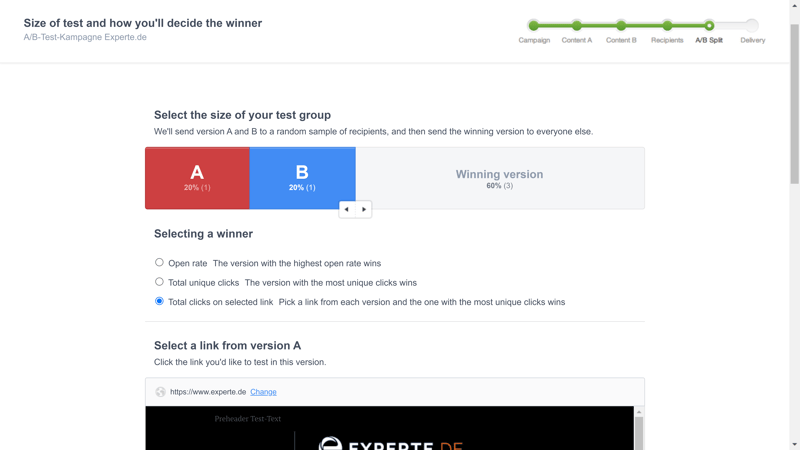 Size of test and how you'll decide the winner
A/B-Test-Kampagne Experte.de
Campaign Content A Content B Recipients A/B Split Delivery
Select the size of your test group
We'll send version A and B to a random sample of recipients, and then send the winning version to everyone else.
A
20% (1)
B
20% (1)
Winning version
60% (3)
Selecting a winner
Open rate The version with the highest open rate wins
Total unique clicks The version with the most unique clicks wins
Total clicks on selected link Pick a link from each version and the one with the most unique clicks wins
Select a link from version A
Click the link you'd like to test in this version.
https://www.experte.de Change
Preheader Text-Text
EXPERTE.DE